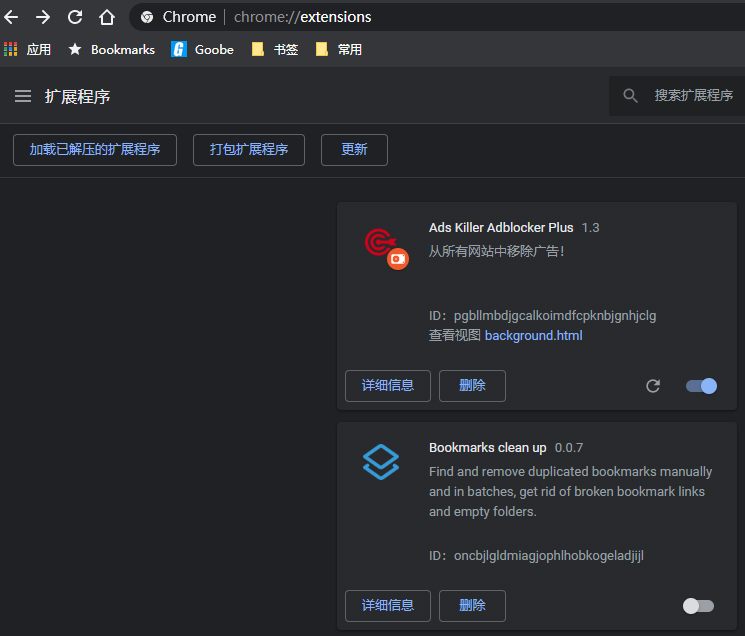 Chrome | chrome://extensions
应用 Bookmarks Goobe 书签 常用
扩展程序 搜索扩展程序
加载已解压的扩展程序 打包扩展程序 更新
Ads Killer Adblocker Plus 1.3
从所有网站中移除广告!
ID: pgbllmbdjgcalkoimdfcpknbjgnhjclg
查看视图 background.html
详细信息 删除
Bookmarks clean up 0.0.7
Find and remove duplicated bookmarks manually
and in batches, get rid of broken bookmark links
and empty folders.
ID: oncbjlgldmiagjophlhobkogeladjijl
详细信息 删除